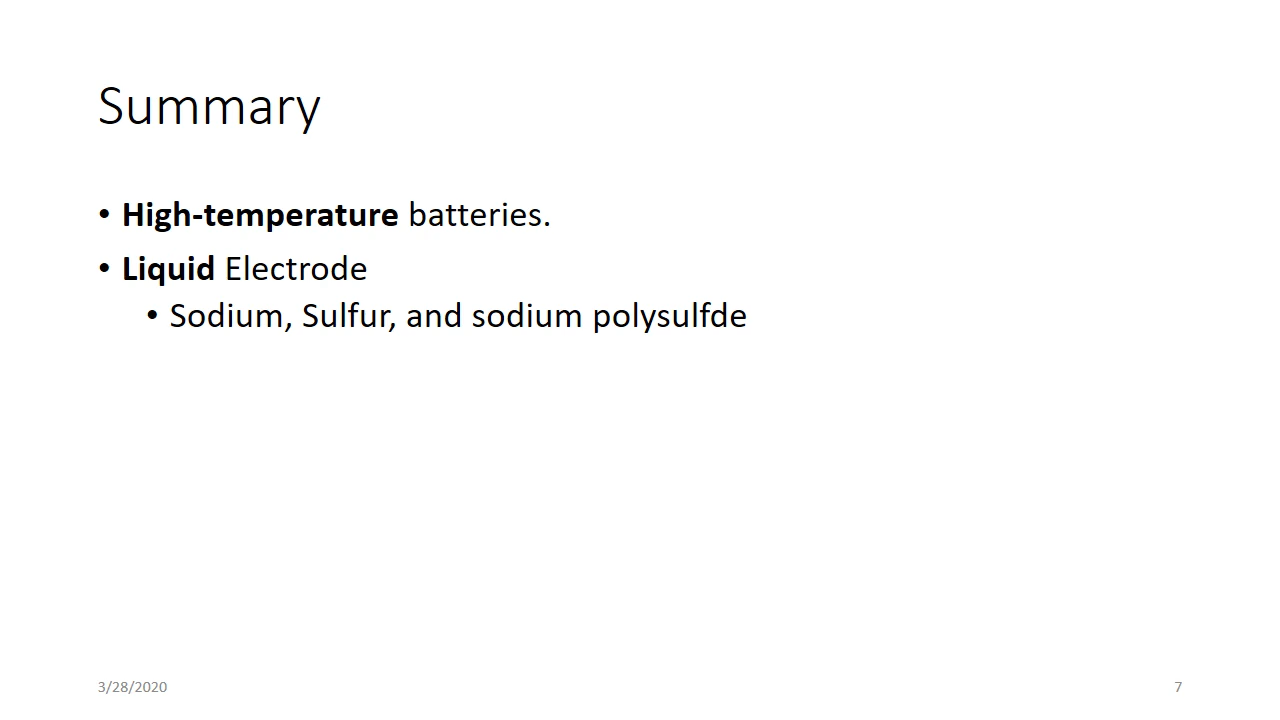 Summary
• High-temperature batteries.
• Liquid Electrode
• Sodium, Sulfur, and sodium polysulfde
3/28/2020
7